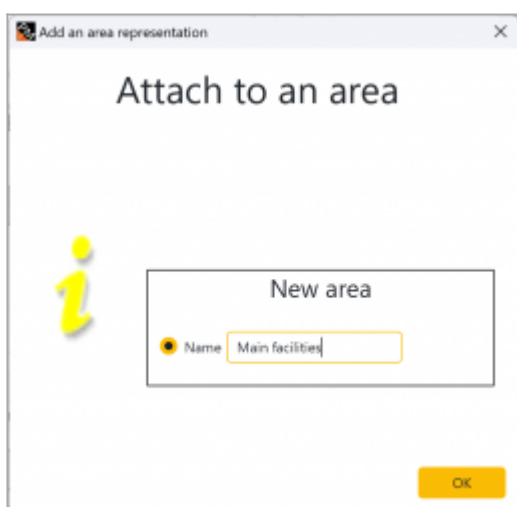 Add an area representation
Attach to an area
New area
Name Main facilities
OK